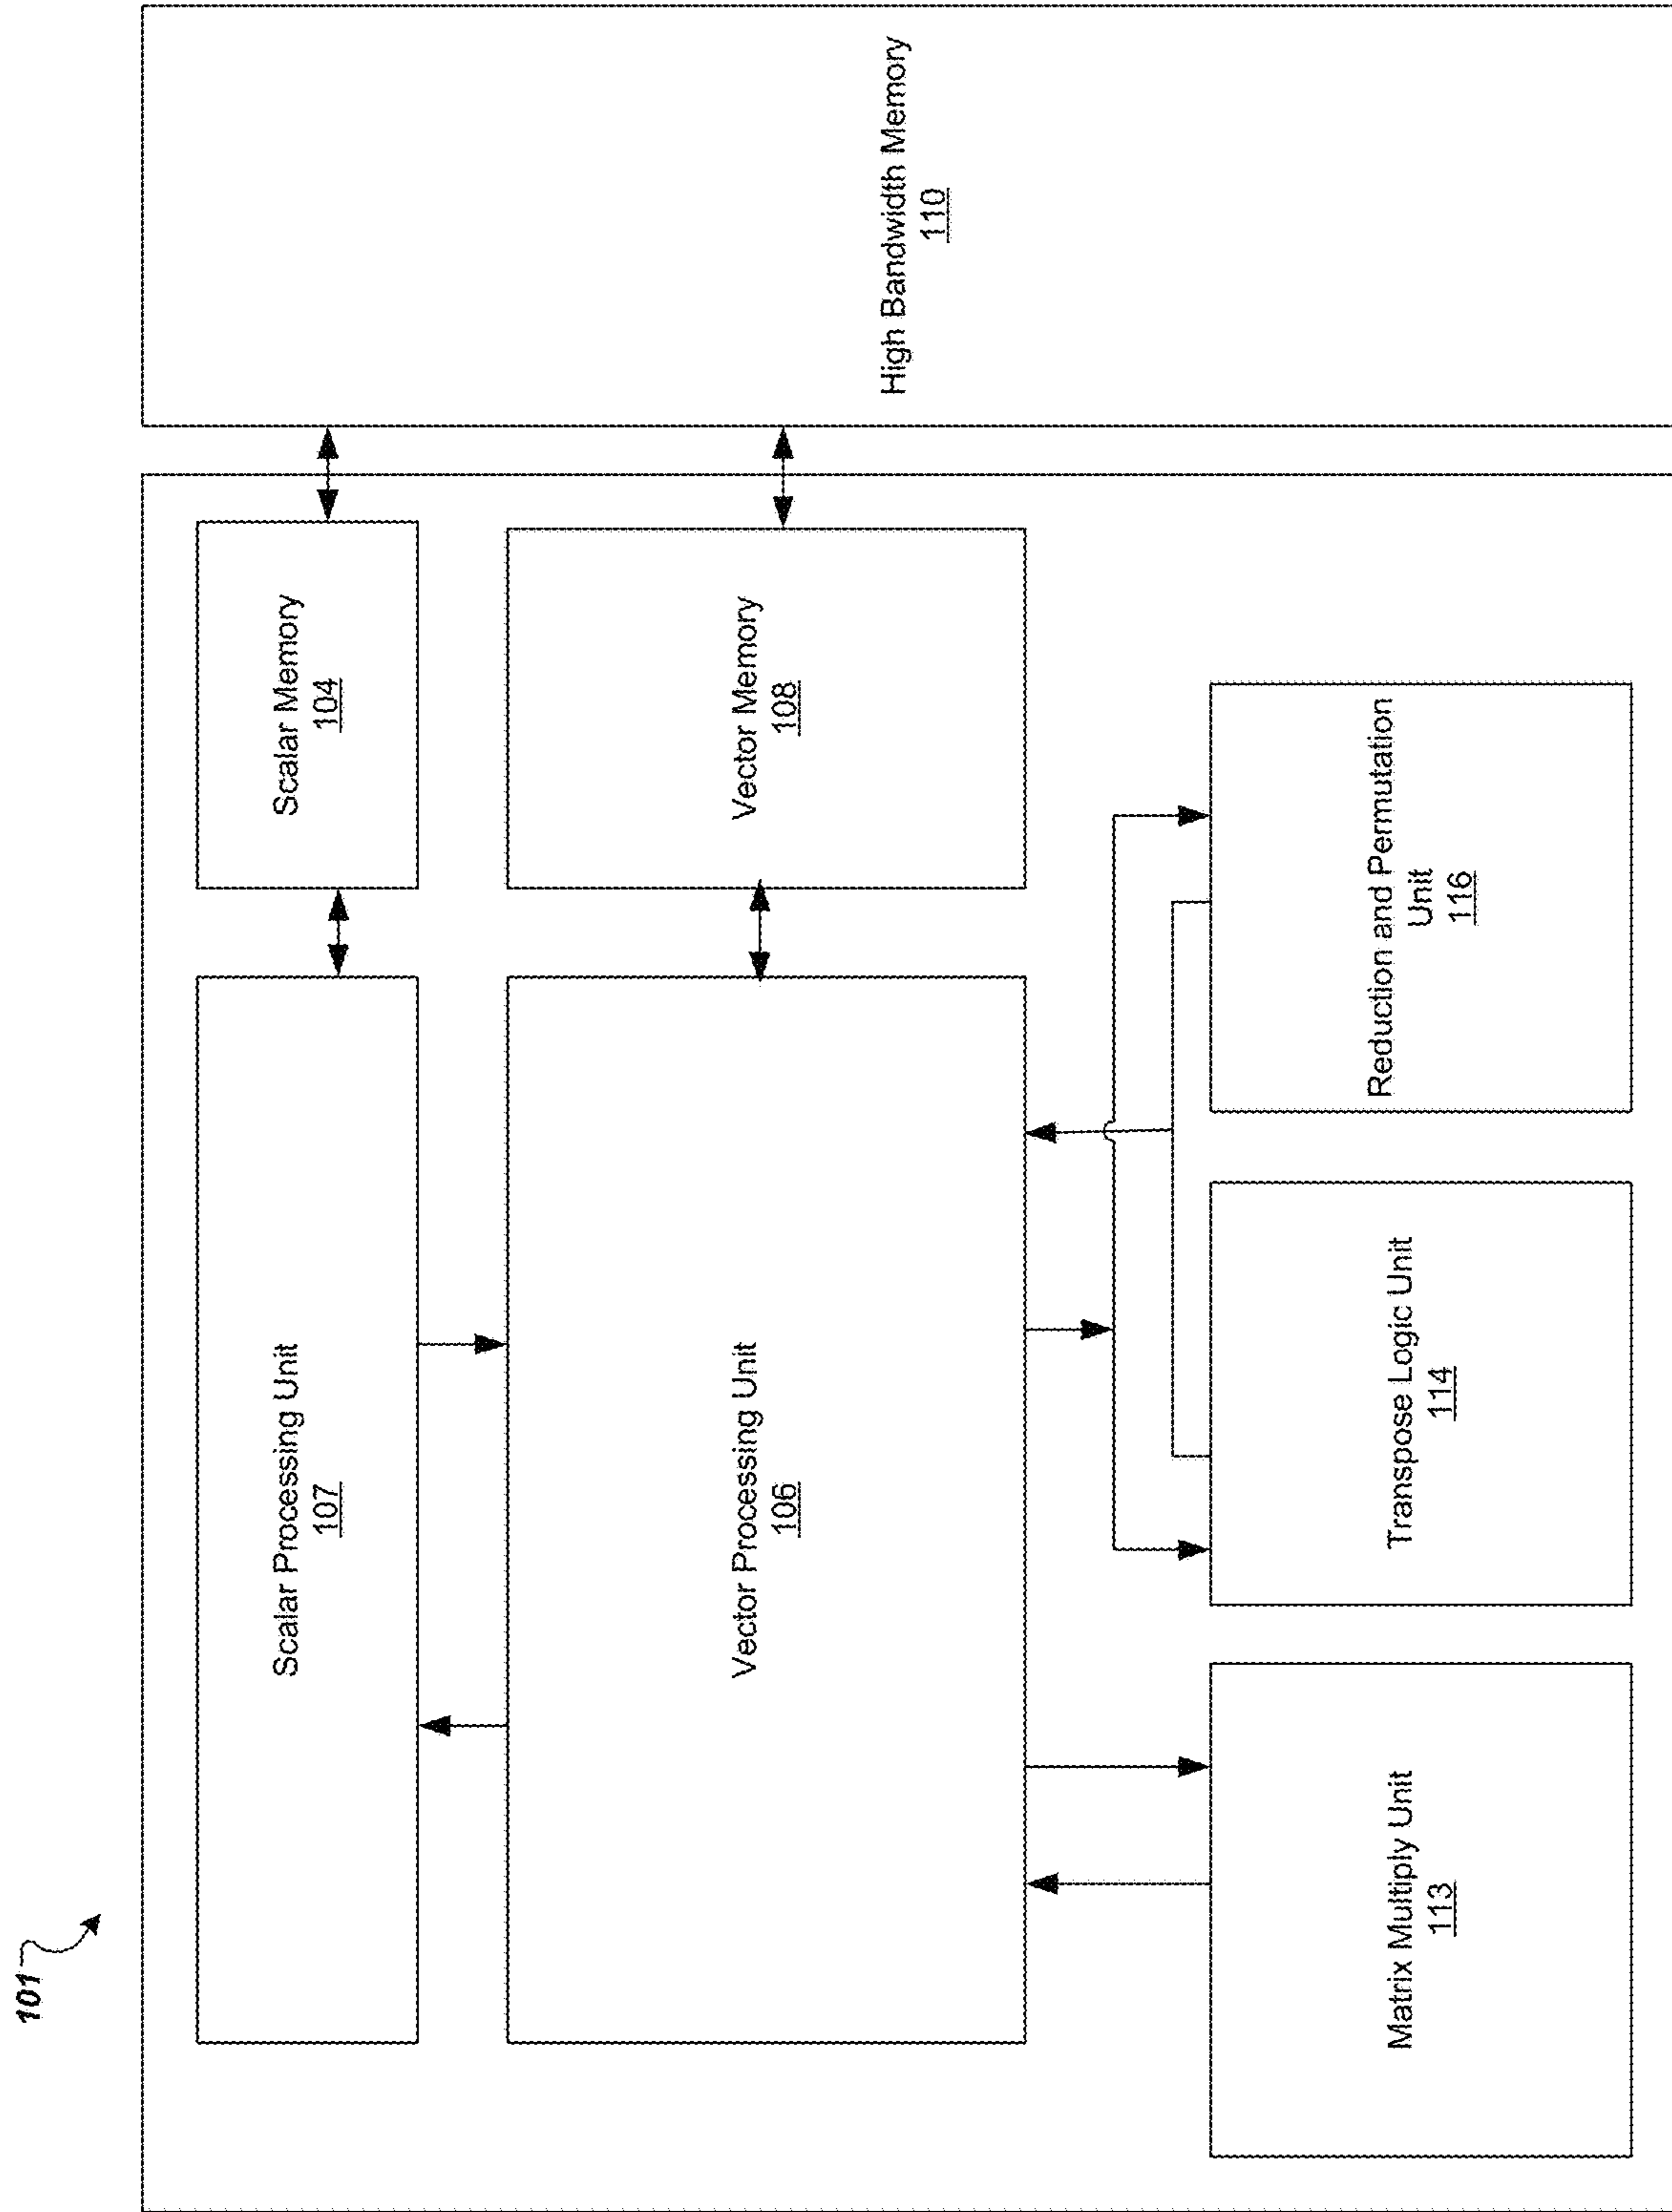 101
High Bandwidth Memory
110
Scalar Memory
104
Vector Memory
108
Scalar Processing Unit
107
Vector Processing Unit
106
Matrix Multiply Unit
113
Transpose Logic Unit
114
Reduction and Permutation
Unit
116